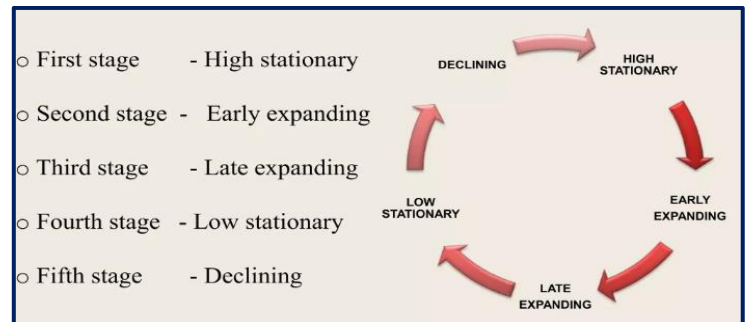 o First stage - High stationary
o Second stage - Early expanding
o Third stage - Late expanding
o Fourth stage - Low stationary
o Fifth stage - Declining
DECLINING
HIGH
STATIONARY
EARLY
EXPANDING
LATE
EXPANDING
LOW
STATIONARY